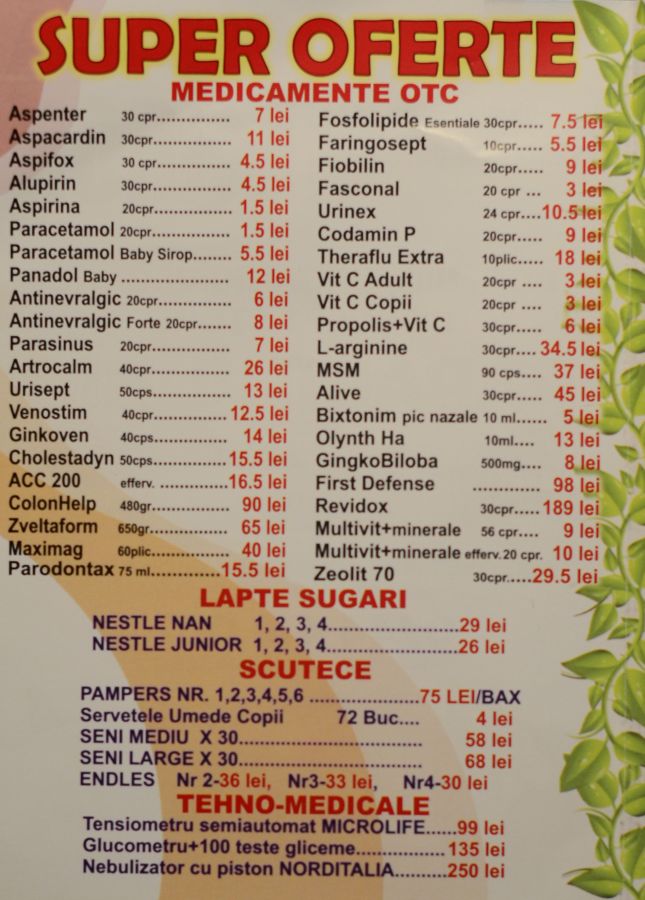 SUPER OFERTE
MEDICAMENTE OTC
Aspenter 30 cpr................ 7 lei
Aspacardin 30cpr................. 11 lei
Aspifox 30 cpr................ 4.5 lei
Alupirin 30cpr................. 4.5 lei
Aspirina 20cpr................ 1.5 lei
Paracetamol 20cpr................. 1.5 lei
Paracetamol Baby Sirop........ 5.5 lei
Panadol Baby ...................... 12 lei
Antinevralgic 20cpr............... 6 lei
Antinevralgic Forte 20cpr....... 8 lei
Parasinus 20cpr................. 7 lei
Artrocalm 40cpr................. 26 lei
Urisept 50cps................. 13 lei
Venostim 40cpr................ 12.5 lei
Ginkoven 40cps................ 14 lei
Cholestadyn 50cps................15.5 lei
ACC 200 efferv. ..............16.5 lei
ColonHelp 480gr................. 90 lei
Zveltaform 650gr................. 65 lei
Maximag 60plic................ 40 lei
Parodontax 75 ml..............15.5 lei
Fosfolipide Esentiale 30cpr..... 7.5 lei
Faringosept 10cpr..... 5.5 lei
Fiobilin 20cpr..... 9 lei
Fasconal 20 cpr ... 3 lei
Urinex 24 cpr....10.5 lei
Codamin P 20cpr..... 9 lei
Theraflu Extra 10plic..... 18 lei
Vit C Adult 20cpr .... 3 lei
Vit C Copii 20cpr .... 3 lei
Propolis+Vit C 30cpr..... 6 lei
L-arginine 30cpr.... 34.5 lei
MSM 90 cps.... 37 lei
Alive 30cpr..... 45 lei
Bixtonim pic nazale 10 ml...... 5 lei
Olynth Ha 10ml.... 13 lei
GingkoBiloba 500mg.... 8 lei
First Defense ............. 98 lei
Revidox 30cpr..... 189 lei
Multivit+minerale 56 cpr.... 9 lei
Multivit+minerale efferv. 20 cpr. 10 lei
Zeolit 70 30cpr.....29.5 lei
LAPTE SUGARI
NESTLE NAN 1, 2, 3, 4.......................29 lei
NESTLE JUNIOR 1, 2, 3, 4.......................26 lei
SCUTECE
PAMPERS NR. 1,2,3,4,5,6 ....................75 LEI/BAX
Servetele Umede Copii 72 Buc.... 4 lei
SENI MEDIU X 30................................ 58 lei
SENI LARGE X 30................................ 68 lei
ENDLES Nr 2-36 lei, Nr3-33 lei, Nr4-30 lei
TEHNO-MEDICALE
Tensiometru semiautomat MICROLIFE......99 lei
Glucometru+100 teste gliceme................ 135 lei
Nebulizator cu piston NORDITALIA.........250 lei